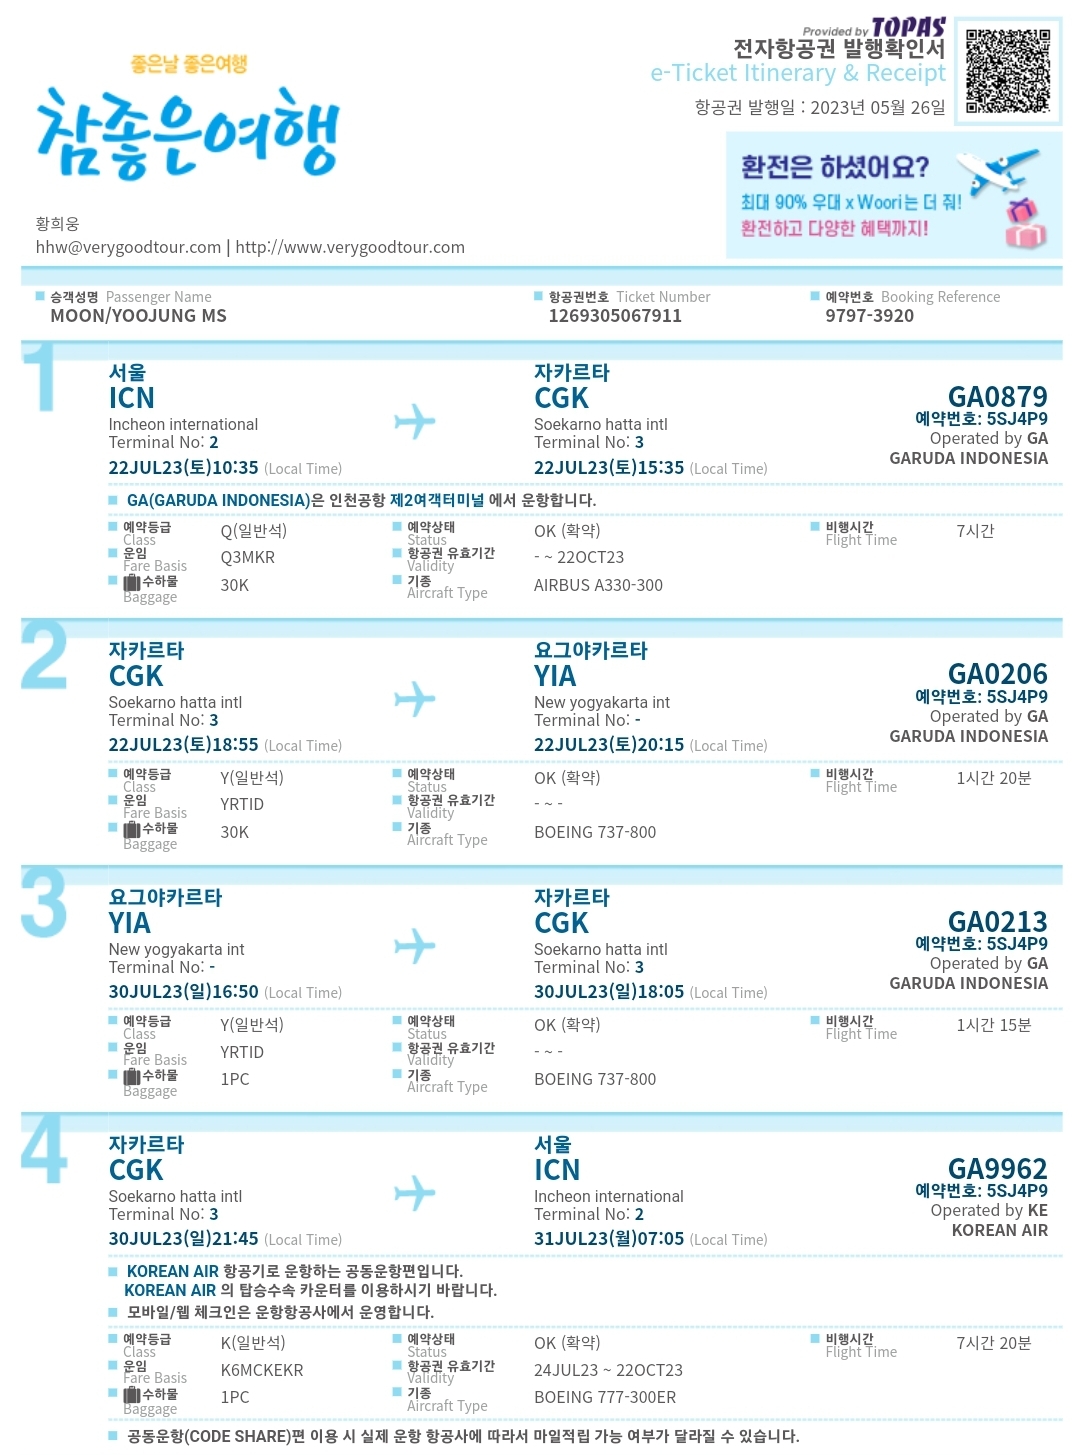 Provided by TOPAS
전자항공권 발행확인서
e-Ticket Itinerary & Receipt
항공권 발행일 : 2023년 05월 26일
좋은날 좋은여행
참좋은여행
환전은 하셨어요?
최대 90% 우대 x Woori는 더 줘!
환전하고 다양한 혜택까지!
황희웅
hhw@verygoodtour.com | http://www.verygoodtour.com
승객성명 Passenger Name 항공권번호 Ticket Number 예약번호 Booking Reference
MOON/YOOJUNG MS 1269305067911 9797-3920
1
서울 자카르타
ICN CGK GA0879
예약번호: 5SJ4P9
Incheon international Soekarno hatta intl
Terminal No: 2 Terminal No: 3 Operated by GA
GARUDA INDONESIA
22JUL23(토)10:35 (Local Time) 22JUL23(토)15:35 (Local Time)
GA(GARUDA INDONESIA)은 인천공항 제2여객터미널 에서 운항합니다.
예약등급 Class Q(일반석) 예약상태 Status OK (확약) 비행시간 Flight Time 7시간
운임 Fare Basis Q3MKR 항공권 유효기간 Validity - ~ 22OCT23
수하물 Baggage 30K 기종 Aircraft Type AIRBUS A330-300
2
자카르타 요그야카르타
CGK YIA GA0206
예약번호: 5SJ4P9
Soekarno hatta intl New yogyakarta int
Terminal No: 3 Terminal No: - Operated by GA
GARUDA INDONESIA
22JUL23(토)18:55 (Local Time) 22JUL23(토)20:15 (Local Time)
예약등급 Class Y(일반석) 예약상태 Status OK (확약) 비행시간 Flight Time 1시간 20분
운임 Fare Basis YRTID 항공권 유효기간 Validity - ~ -
수하물 Baggage 30K 기종 Aircraft Type BOEING 737-800
3
요그야카르타 자카르타
YIA CGK GA0213
예약번호: 5SJ4P9
New yogyakarta int Soekarno hatta intl
Terminal No: - Terminal No: 3 Operated by GA
GARUDA INDONESIA
30JUL23(일)16:50 (Local Time) 30JUL23(일)18:05 (Local Time)
예약등급 Class Y(일반석) 예약상태 Status OK (확약) 비행시간 Flight Time 1시간 15분
운임 Fare Basis YRTID 항공권 유효기간 Validity - ~ -
수하물 Baggage 1PC 기종 Aircraft Type BOEING 737-800
4
자카르타 서울
CGK ICN GA9962
예약번호: 5SJ4P9
Soekarno hatta intl Incheon international
Terminal No: 3 Terminal No: 2 Operated by KE
KOREAN AIR
30JUL23(일)21:45 (Local Time) 31JUL23(월)07:05 (Local Time)
KOREAN AIR 항공기로 운항하는 공동운항편입니다.
KOREAN AIR 의 탑승수속 카운터를 이용하시기 바랍니다.
모바일/웹 체크인은 운항항공사에서 운영합니다.
예약등급 Class K(일반석) 예약상태 Status OK (확약) 비행시간 Flight Time 7시간 20분
운임 Fare Basis K6MCKEKR 항공권 유효기간 Validity 24JUL23 ~ 22OCT23
수하물 Baggage 1PC 기종 Aircraft Type BOEING 777-300ER
공동운항(CODE SHARE)편 이용 시 실제 운항 항공사에 따라서 마일적립 가능 여부가 달라질 수 있습니다.